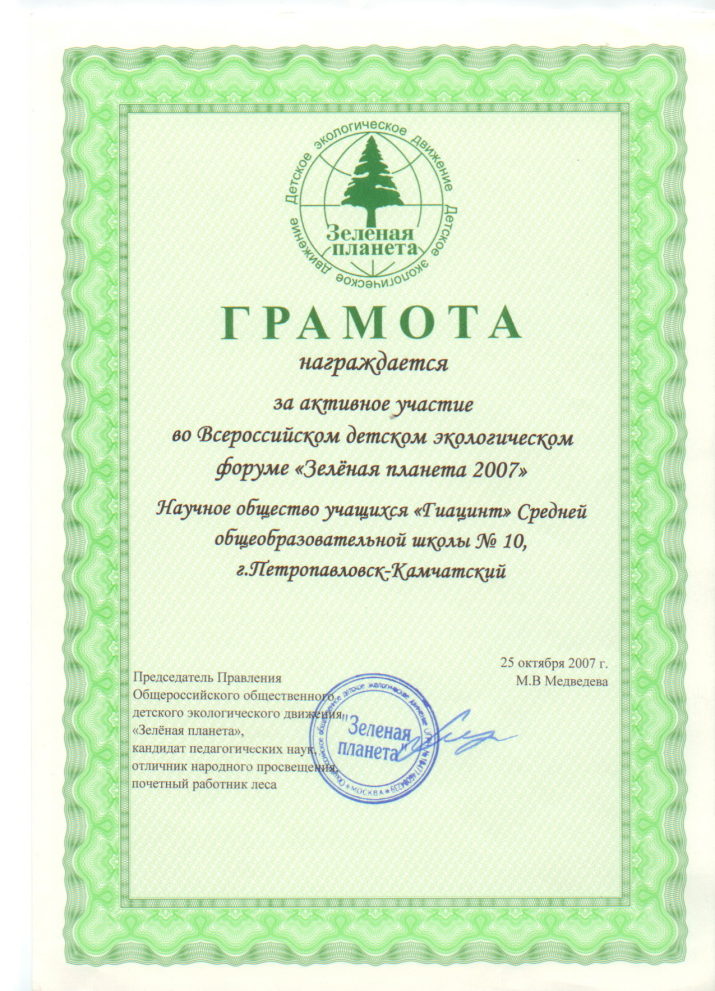 Детское экологическое движение Детское экологическое движение
Зеленая
планета
ГРАМОТА
награждается
за активное участие
во Всероссийском детском экологическом
форуме «Зелёная планета 2007»
Научное общество учащихся «Гиацинт» Средней
общеобразовательной школы № 10,
г.Петропавловск-Камчатский
25 октября 2007 г.
М.В Медведева
Председатель Правления
Общероссийского общественного
детского экологического движения
«Зелёная планета»,
кандидат педагогических наук,
отличник народного просвещения,
почетный работник леса
"Зеленая
планета"
МОСКВА